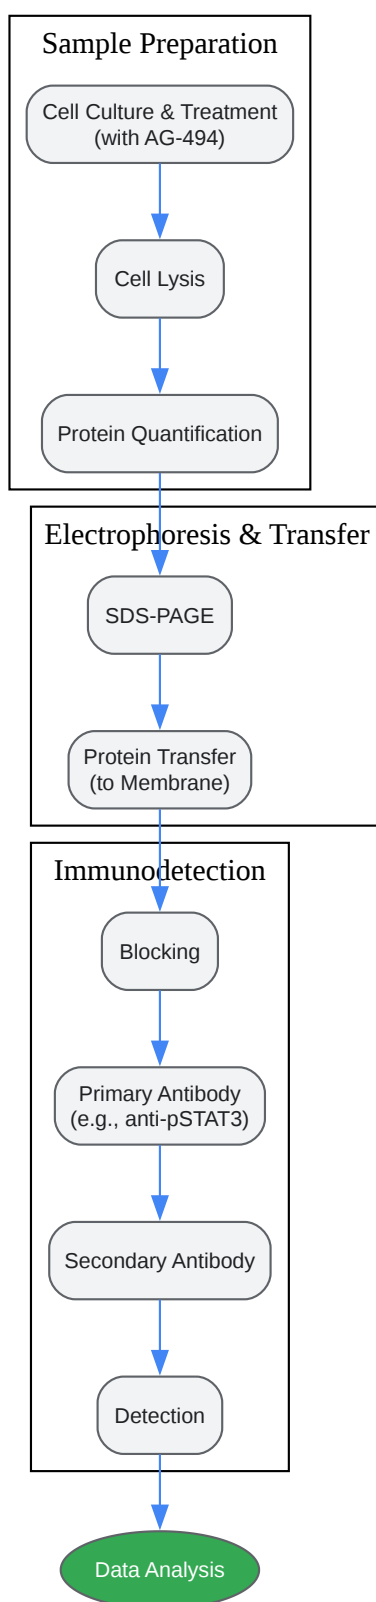 Sample Preparation
Cell Culture & Treatment
(with AG-494)
Cell Lysis
Protein Quantification
Electrophoresis & Transfer
SDS-PAGE
Protein Transfer
(to Membrane)
Immunodetection
Blocking
Primary Antibody
(e.g., anti-pSTAT3)
Secondary Antibody
Detection
Data Analysis